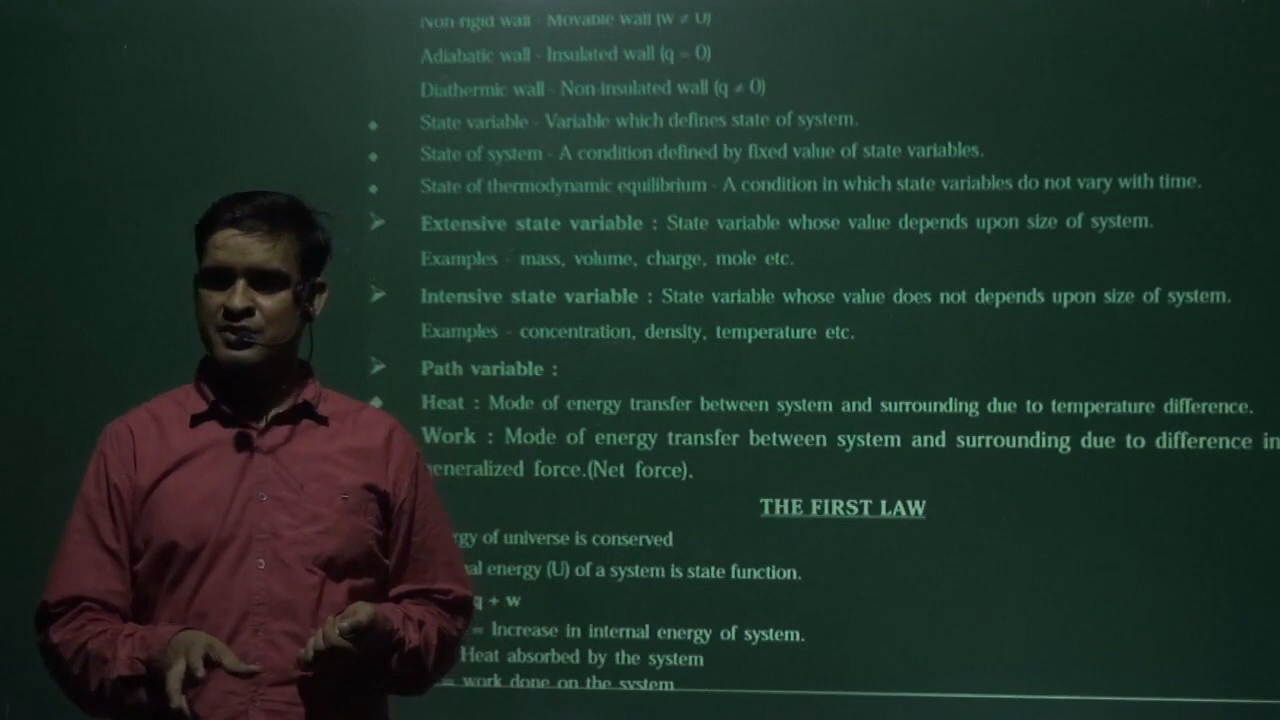 Non-rigid wall - Movable wall (w ≠ 0)
Adiabatic wall - Insulated wall (q = 0)
Diathermic wall - Non-insulated wall (q ≠ 0)
State variable - Variable which defines state of system.
State of system - A condition defined by fixed value of state variables.
State of thermodynamic equilibrium - A condition in which state variables do not vary with time.
Extensive state variable : State variable whose value depends upon size of system.
Examples - mass, volume, charge, mole etc.
Intensive state variable : State variable whose value does not depends upon size of system.
Examples - concentration, density, temperature etc.
Path variable :
Heat : Mode of energy transfer between system and surrounding due to temperature difference.
Work : Mode of energy transfer between system and surrounding due to difference in
generalized force.(Net force).
THE FIRST LAW
of universe is conserved
energy (U) of a system is state function.
q + w
= Increase in internal energy of system.
Heat absorbed by the system
= work done on the system